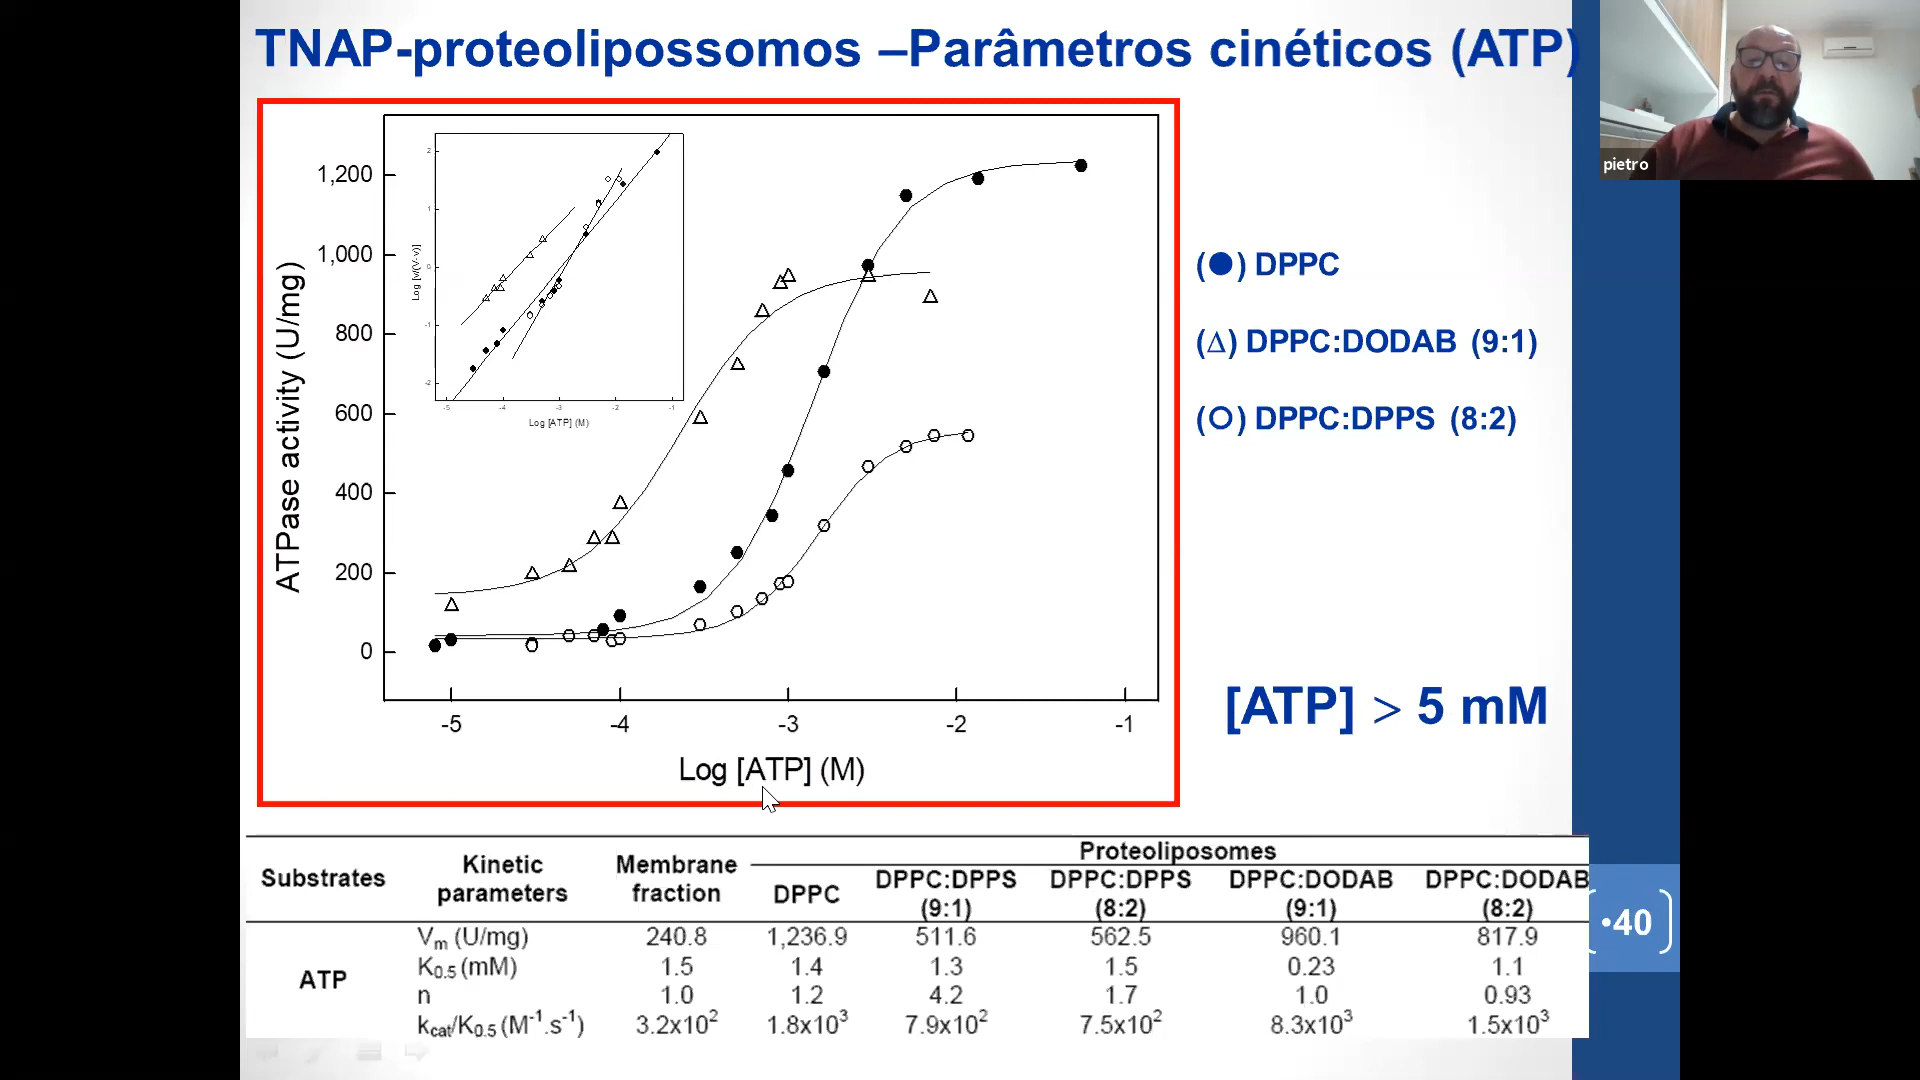 TNAP-proteolipossomos –Parâmetros cinéticos (ATP)
pietro
ATPase activity (U/mg)
1,200
1,000
800
600
400
200
0
-5 -4 -3 -2 -1
Log [ATP] (M)
Log [v/(V-v)]
2
1
0
-1
-2
-5 -4 -3 -2 -1
Log [ATP] (M)
(●) DPPC
(Δ) DPPC:DODAB (9:1)
(○) DPPC:DPPS (8:2)
[ATP] > 5 mM
Substrates Kinetic parameters Membrane fraction Proteoliposomes
DPPC DPPC:DPPS (9:1) DPPC:DPPS (8:2) DPPC:DODAB (9:1) DPPC:DODAB (8:2)
ATP
Vm (U/mg) 240.8 1,236.9 511.6 562.5 960.1 817.9
K0.5 (mM) 1.5 1.4 1.3 1.5 0.23 1.1
n 1.0 1.2 4.2 1.7 1.0 0.93
kcat/K0.5 (M⁻¹.s⁻¹) 3.2x10² 1.8x10³ 7.9x10² 7.5x10² 8.3x10³ 1.5x10³
•40